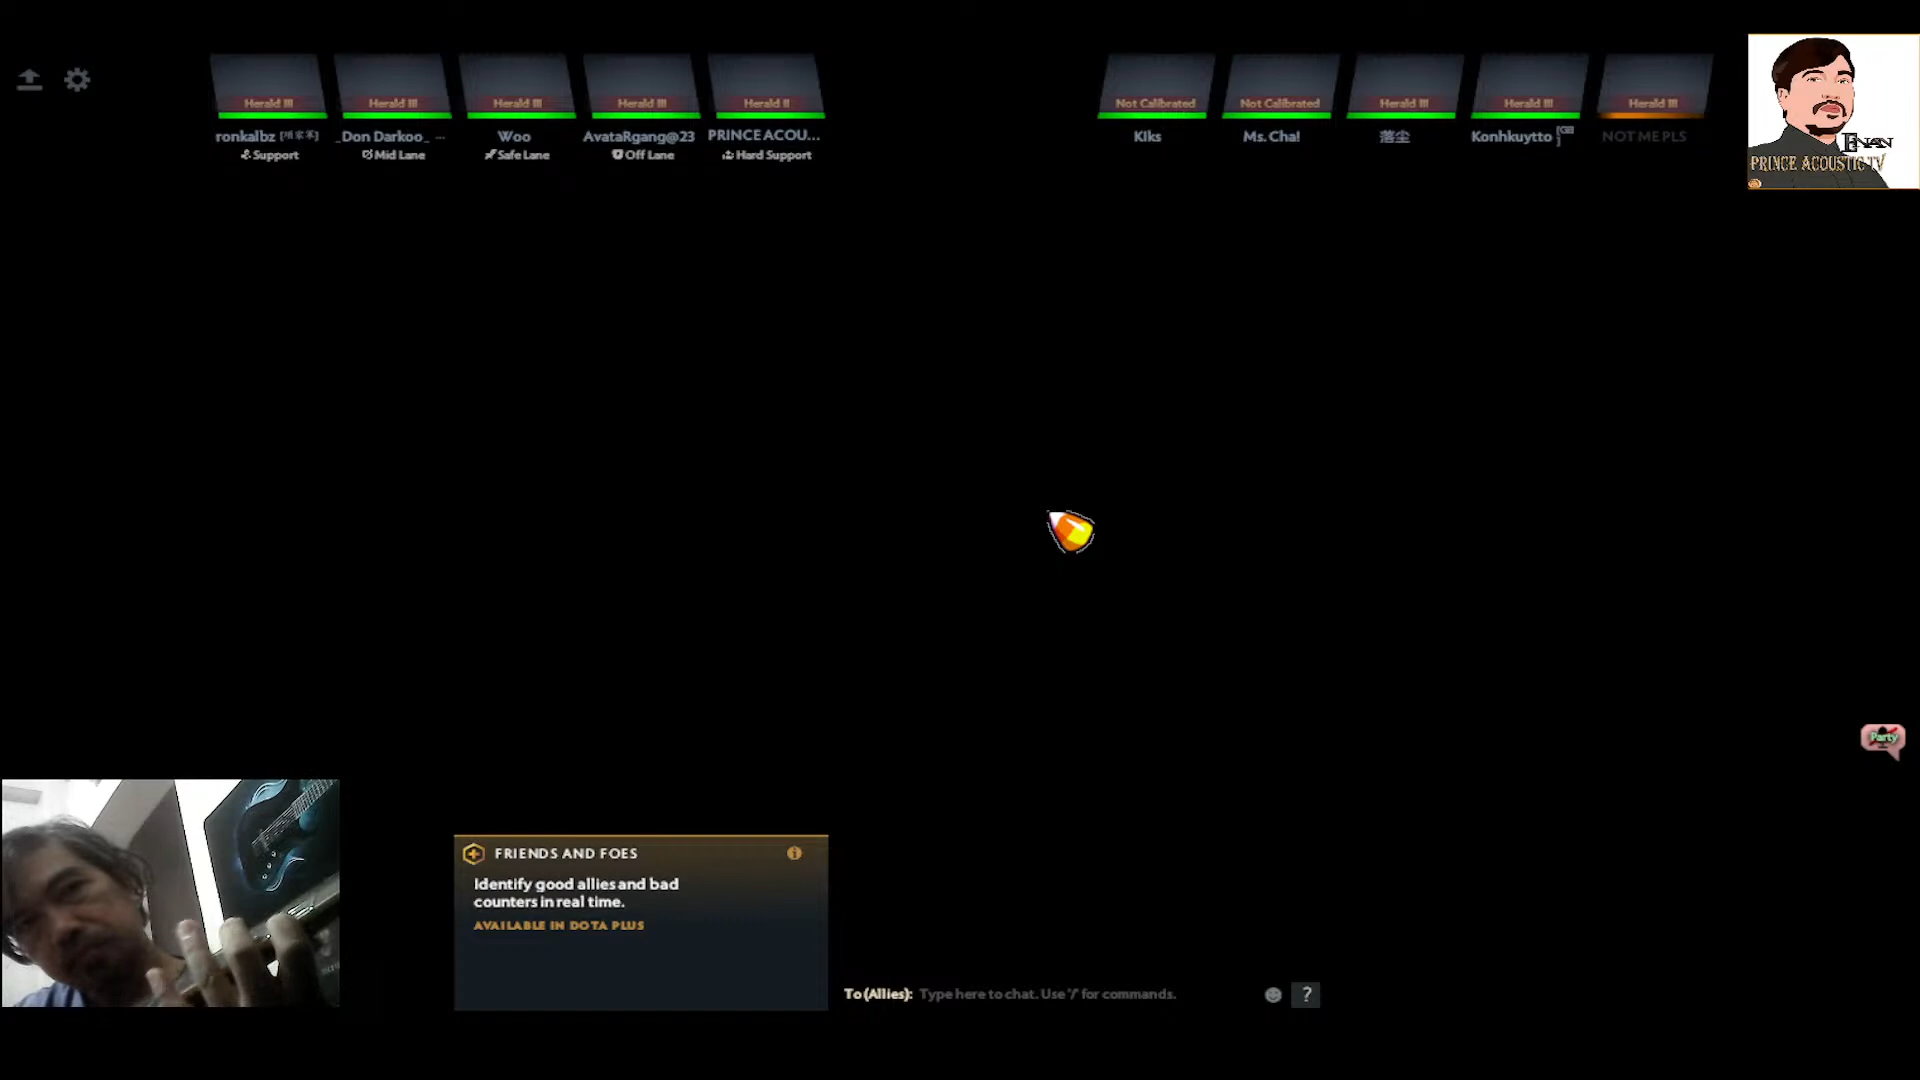 Herald III
Herald III
Herald III
Herald III
Herald II
Not Calibrated
Not Calibrated
Herald III
Herald III
Herald III
ronkalbz
_Don Darkoo_ ...
Woo
AvataRgang@23
PRINCE ACOU...
KIks
Ms. Cha!
落尘
Konhkuytto
NOT ME PLS
Support
Mid Lane
Safe Lane
Off Lane
Hard Support
PRINCE ACOUSTIC TV
Party
FRIENDS AND FOES
Identify good allies and bad
counters in real time.
AVAILABLE IN DOTA PLUS
To (Allies): Type here to chat. Use '/' for commands.
?